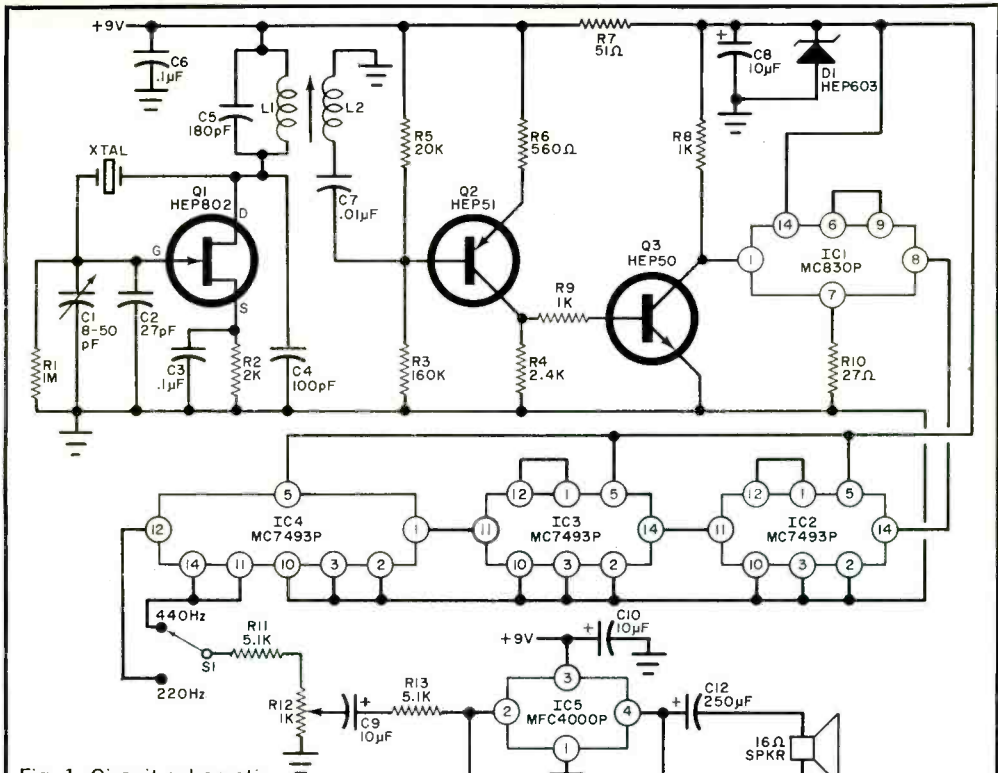 +9V
C6
.1µF
C5
180pF
L1
L2
R5
20K
R6
560Ω
R7
51Ω
R8
1K
+
C8
10µF
D1
HEP603
XTAL
Q1
HEP802
D
G
S
C7
.01µF
Q2
HEP51
Q3
HEP50
R9
1K
14
6
9
1
IC1
MC830P
8
7
R1
1M
C1
8-50
pF
C2
27pF
C3
.1µF
R2
2K
C4
100pF
R3
160K
R4
2.4K
R10
27Ω
5
12
IC4
MC7493P
1
14
11
10
3
2
12
1
5
11
IC3
MC7493P
14
10
3
2
12
1
5
11
IC2
MC7493P
14
10
3
2
440Hz
S1
220Hz
R11
5.1K
R12
1K
+
C9
10µF
R13
5.1K
+9V
+
C10
10µF
3
2
IC5
MFC4000P
4
1
+
C12
250µF
16Ω
SPKR